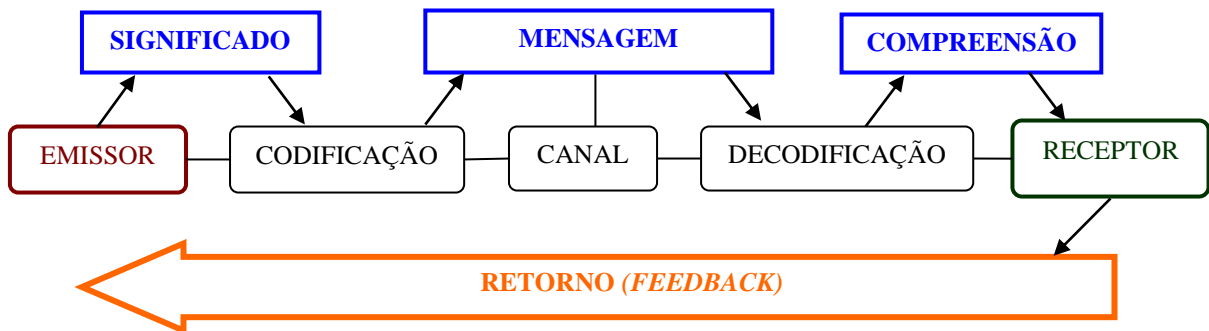 SIGNIFICADO
MENSAGEM
COMPREENSÃO
EMISSOR
CODIFICAÇÃO
CANAL
DECODIFICAÇÃO
RECEPTOR
RETORNO (FEEDBACK)